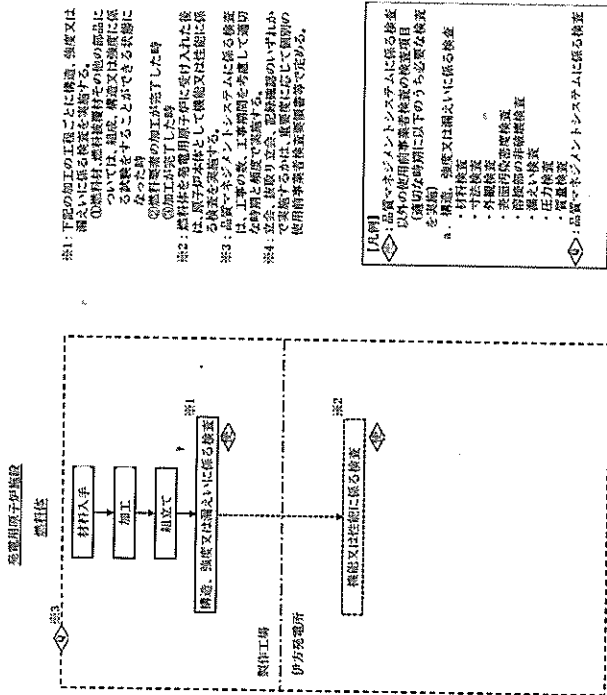 発電用原子炉施設
燃料体
※3
Q
材料入手
加工
組立て
※1
構造、強度又は漏えいに係る検査
製作工場
伊方発電所
※2
機能又は性能に係る検査
※1：下記の加工の工程ごとに構造、強度又は
漏えいに係る検査を実施する。
①燃料材、燃料被覆材その他の部品に
ついては、組成、構造又は強度に係
る試験をすることができる状態に
なった時
②燃料要素の加工が完了した時
③加工が完了した時
※2：燃料体を発電用原子炉に受け入れた後
は、原子炉本体として機能又は性能に係
る検査を実施する。
※3：品質マネジメントシステムに係る検査
は、工事の数、工事期間を考慮して適切
な時期と頻度で実施する。
※4：立会、抜取り立会、記録確認のいずれか
で実施するかは、重要度に応じて個別の
使用前事業者検査要領書等で定める。
【凡例】
：品質マネジメントシステムに係る検査
以外の使用前事業者検査の検査項目
（適切な時期に以下のうち必要な検査
を実施）
a．構造、強度又は漏えいに係る検査
・材料検査
・寸法検査
・外観検査
・表面汚染密度検査
・溶接部の非破壊検査
・漏えい検査
・圧力検査
・質量検査
Q：品質マネジメントシステムに係る検査